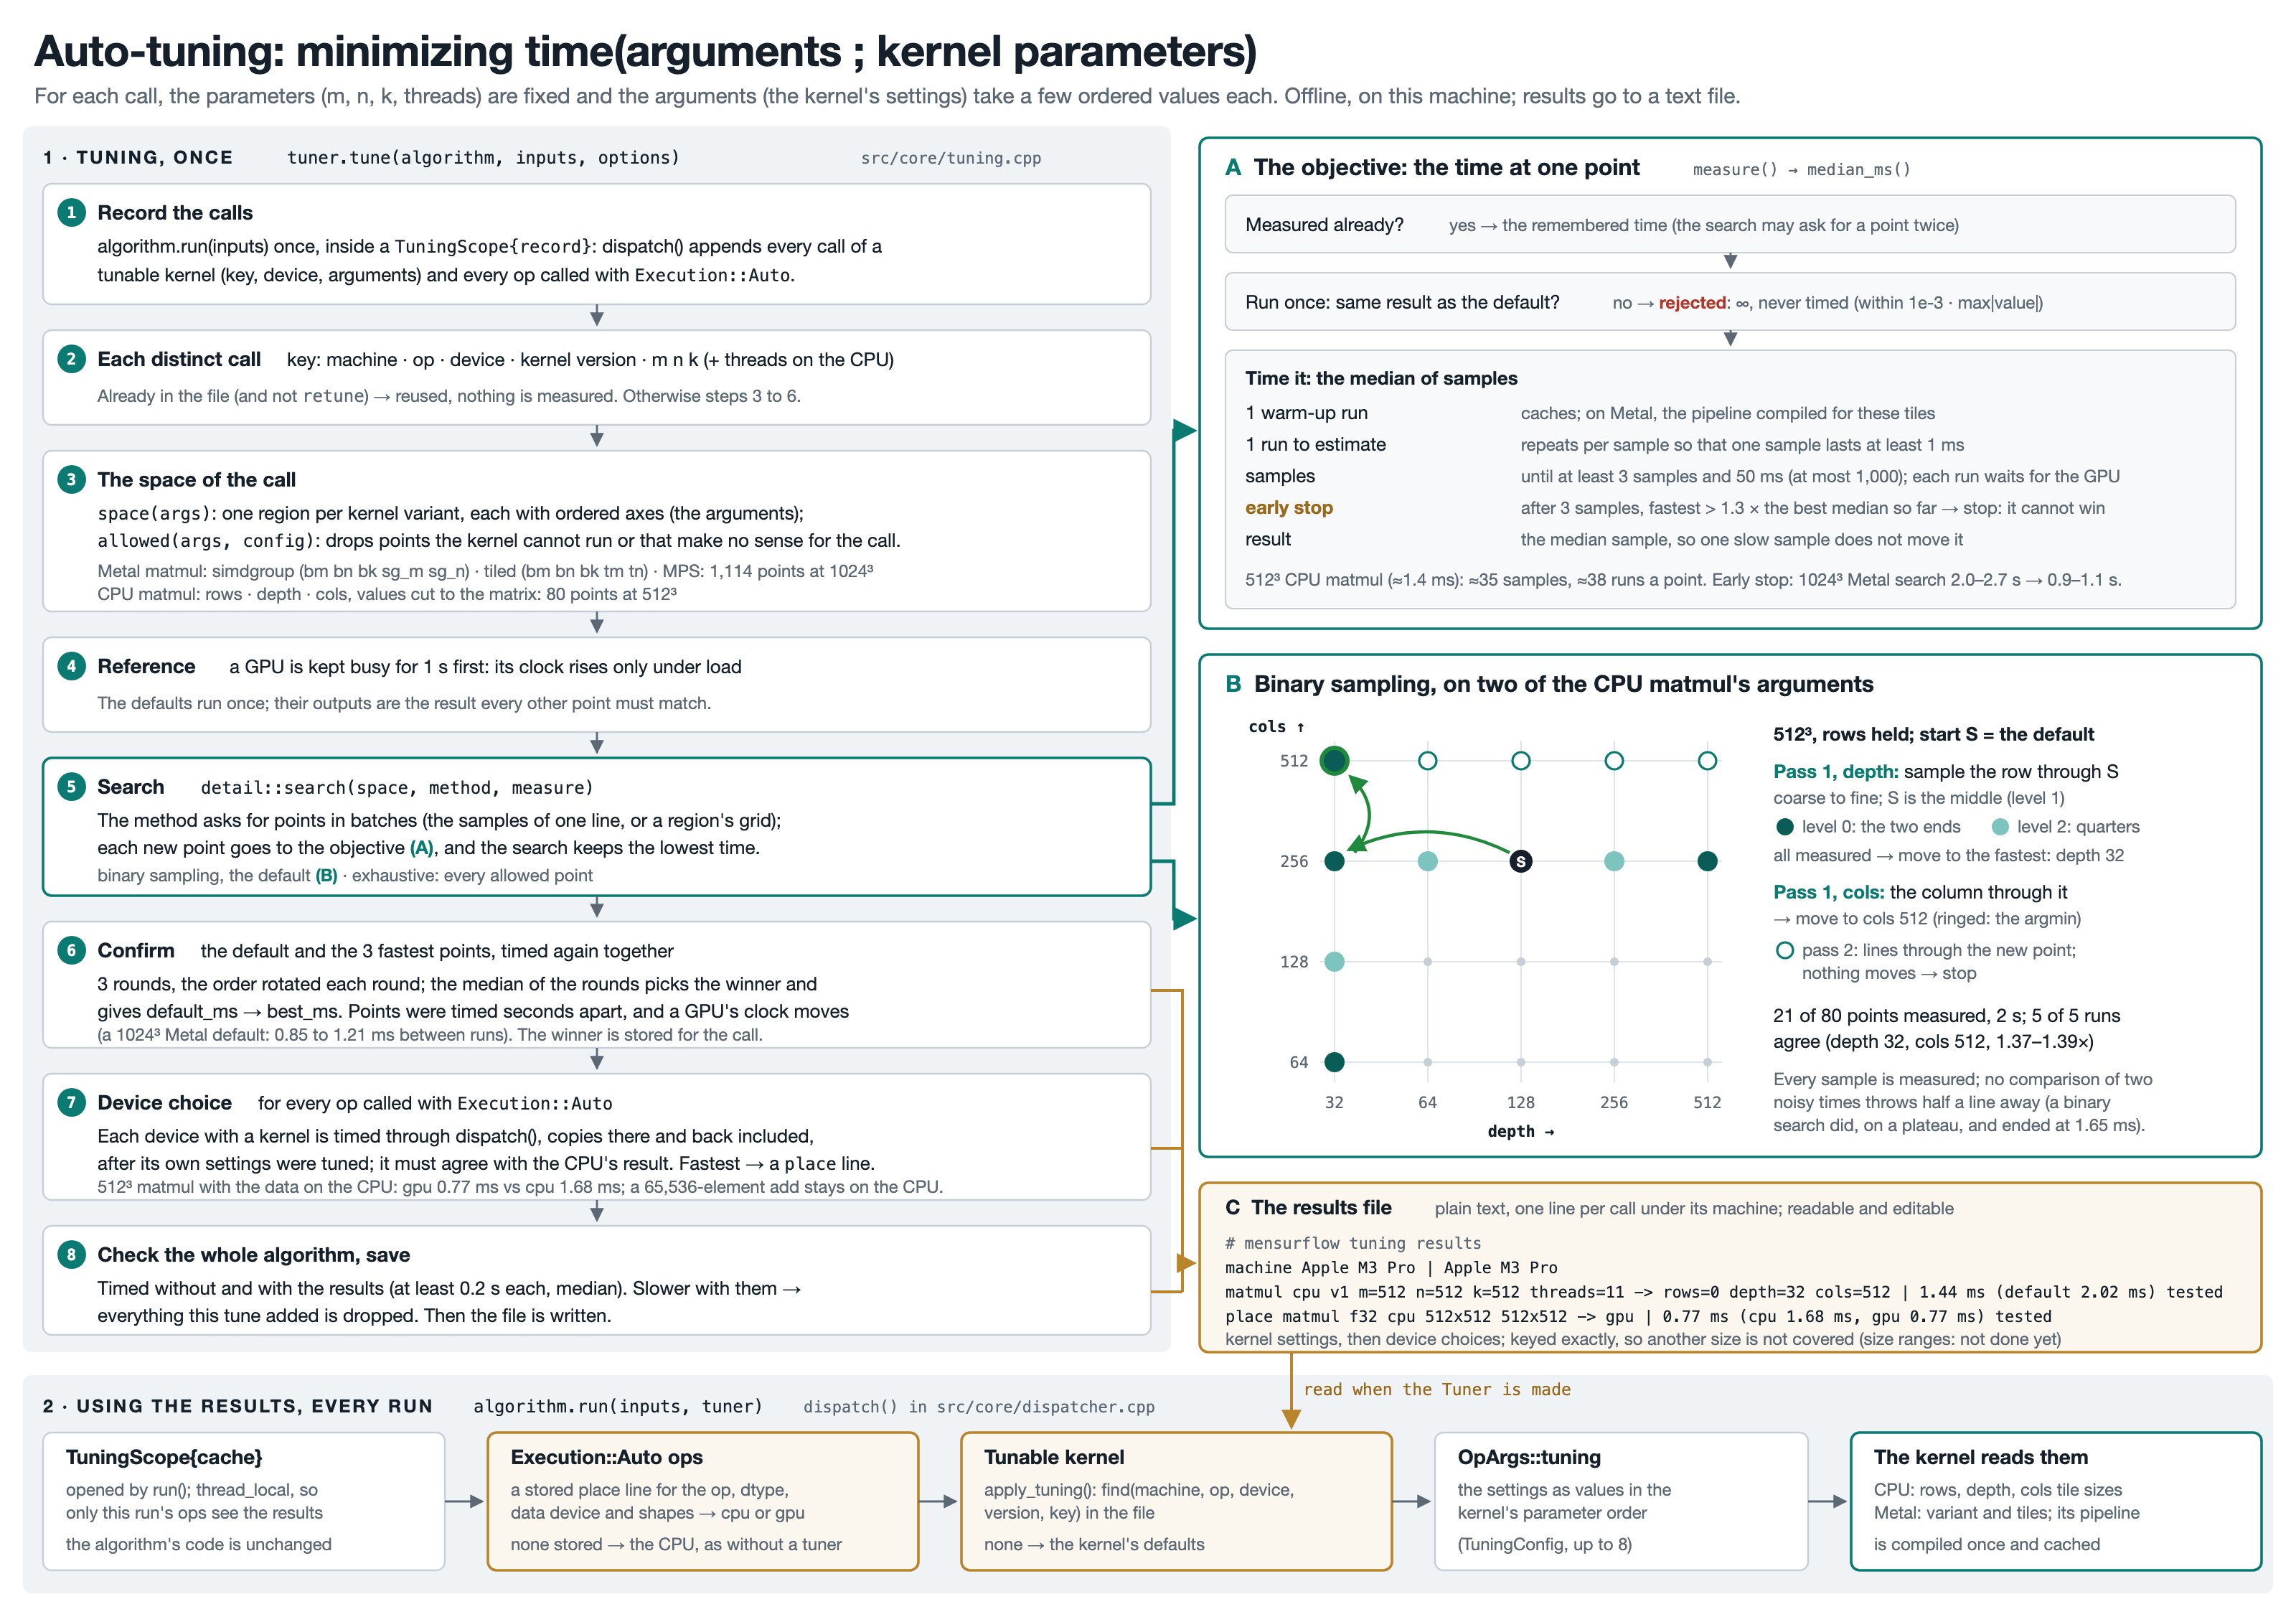 Auto-tuning: minimizing time(arguments ; kernel parameters)
For each call, the parameters (m, n, k, threads) are fixed and the arguments (the kernel's settings) take a few ordered values each. Offline, on this machine; results go to a text file.
1 · TUNING, ONCE tuner.tune(algorithm, inputs, options) src/core/tuning.cpp
1 Record the calls
algorithm.run(inputs) once, inside a TuningScope{record}: dispatch() appends every call of a
tunable kernel (key, device, arguments) and every op called with Execution::Auto.
2 Each distinct call key: machine · op · device · kernel version · m n k (+ threads on the CPU)
Already in the file (and not retune) → reused, nothing is measured. Otherwise steps 3 to 6.
3 The space of the call
space(args): one region per kernel variant, each with ordered axes (the arguments);
allowed(args, config): drops points the kernel cannot run or that make no sense for the call.
Metal matmul: simdgroup (bm bn bk sg_m sg_n) · tiled (bm bn bk tm tn) · MPS: 1,114 points at 1024³
CPU matmul: rows · depth · cols, values cut to the matrix: 80 points at 512³
4 Reference a GPU is kept busy for 1 s first: its clock rises only under load
The defaults run once; their outputs are the result every other point must match.
5 Search detail::search(space, method, measure)
The method asks for points in batches (the samples of one line, or a region's grid);
each new point goes to the objective (A), and the search keeps the lowest time.
binary sampling, the default (B) · exhaustive: every allowed point
6 Confirm the default and the 3 fastest points, timed again together
3 rounds, the order rotated each round; the median of the rounds picks the winner and
gives default_ms → best_ms. Points were timed seconds apart, and a GPU's clock moves
(a 1024³ Metal default: 0.85 to 1.21 ms between runs). The winner is stored for the call.
7 Device choice for every op called with Execution::Auto
Each device with a kernel is timed through dispatch(), copies there and back included,
after its own settings were tuned; it must agree with the CPU's result. Fastest → a place line.
512³ matmul with the data on the CPU: gpu 0.77 ms vs cpu 1.68 ms; a 65,536-element add stays on the CPU.
8 Check the whole algorithm, save
Timed without and with the results (at least 0.2 s each, median). Slower with them →
everything this tune added is dropped. Then the file is written.
A The objective: the time at one point measure() → median_ms()
Measured already? yes → the remembered time (the search may ask for a point twice)
Run once: same result as the default? no → rejected: ∞, never timed (within 1e-3 · max|value|)
Time it: the median of samples
1 warm-up run caches; on Metal, the pipeline compiled for these tiles
1 run to estimate repeats per sample so that one sample lasts at least 1 ms
samples until at least 3 samples and 50 ms (at most 1,000); each run waits for the GPU
early stop after 3 samples, fastest > 1.3 × the best median so far → stop: it cannot win
result the median sample, so one slow sample does not move it
512³ CPU matmul (≈1.4 ms): ≈35 samples, ≈38 runs a point. Early stop: 1024³ Metal search 2.0–2.7 s → 0.9–1.1 s.
B Binary sampling, on two of the CPU matmul's arguments
cols ↑
512
256
S
128
64
32 64 128 256 512
depth →
512³, rows held; start S = the default
Pass 1, depth: sample the row through S
coarse to fine; S is the middle (level 1)
level 0: the two ends level 2: quarters
all measured → move to the fastest: depth 32
Pass 1, cols: the column through it
→ move to cols 512 (ringed: the argmin)
pass 2: lines through the new point;
nothing moves → stop
21 of 80 points measured, 2 s; 5 of 5 runs
agree (depth 32, cols 512, 1.37–1.39×)
Every sample is measured; no comparison of two
noisy times throws half a line away (a binary
search did, on a plateau, and ended at 1.65 ms).
C The results file plain text, one line per call under its machine; readable and editable
# mensurflow tuning results
machine Apple M3 Pro | Apple M3 Pro
matmul cpu v1 m=512 n=512 k=512 threads=11 -> rows=0 depth=32 cols=512 | 1.44 ms (default 2.02 ms) tested
place matmul f32 cpu 512x512 512x512 -> gpu | 0.77 ms (cpu 1.68 ms, gpu 0.77 ms) tested
kernel settings, then device choices; keyed exactly, so another size is not covered (size ranges: not done yet)
read when the Tuner is made
2 · USING THE RESULTS, EVERY RUN algorithm.run(inputs, tuner) dispatch() in src/core/dispatcher.cpp
TuningScope{cache}
opened by run(); thread_local, so
only this run's ops see the results
the algorithm's code is unchanged
Execution::Auto ops
a stored place line for the op, dtype,
data device and shapes → cpu or gpu
none stored → the CPU, as without a tuner
Tunable kernel
apply_tuning(): find(machine, op, device,
version, key) in the file
none → the kernel's defaults
OpArgs::tuning
the settings as values in the
kernel's parameter order
(TuningConfig, up to 8)
The kernel reads them
CPU: rows, depth, cols tile sizes
Metal: variant and tiles; its pipeline
is compiled once and cached